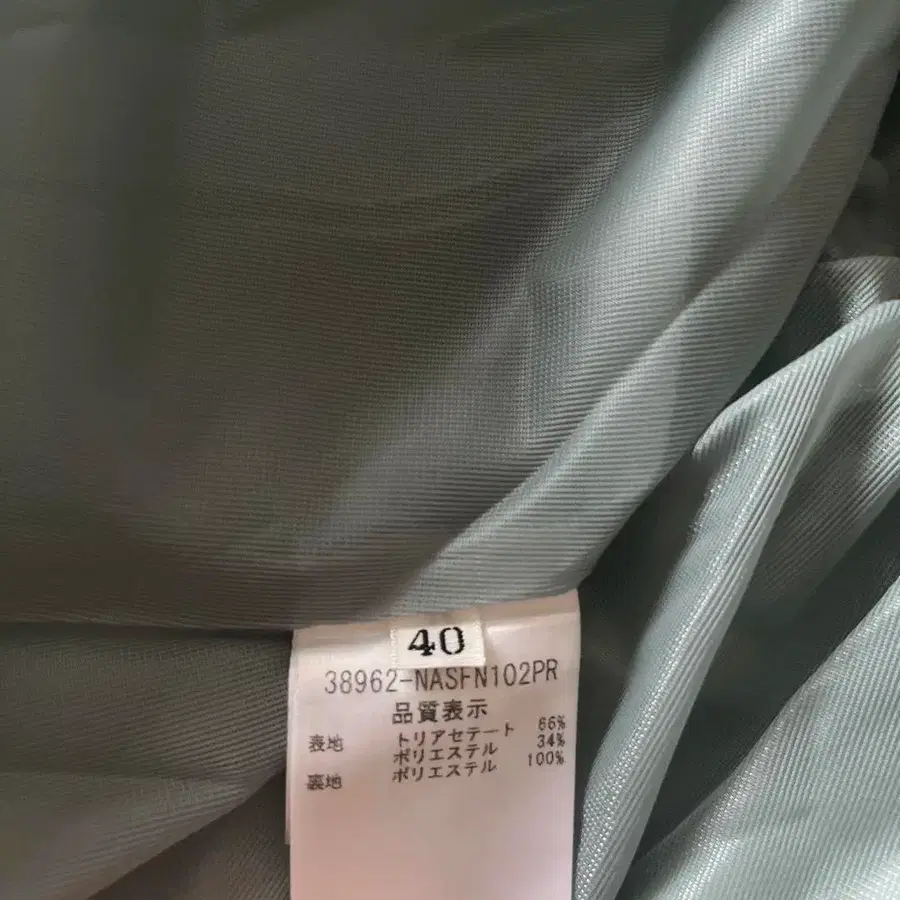 40
38962-NASFN102PR
品質表示
表地 トリアセテート 66%
ポリエステル 34%
裏地 ポリエステル 100%